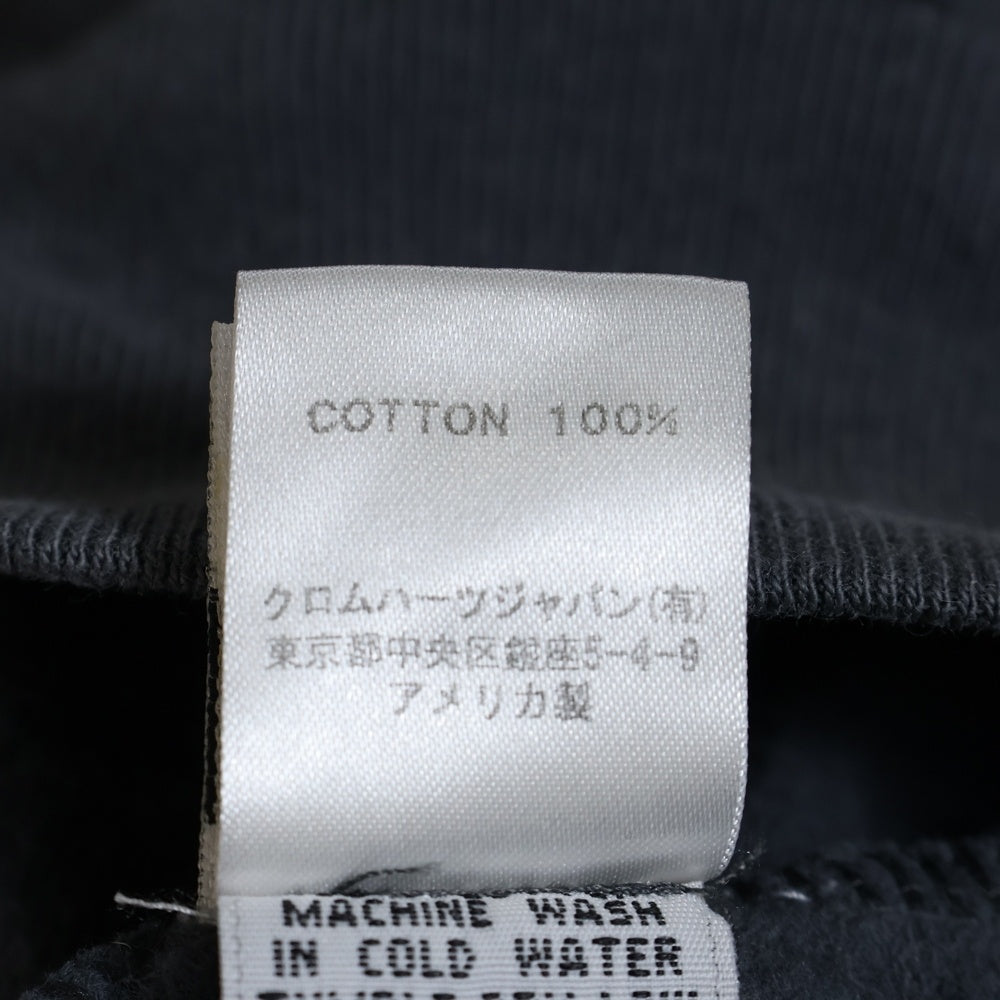 COTTON 100%
クロムハーツジャパン(有)
東京都中央区銀座5-4-9
アメリカ製
MACHINE WASH
IN COLD WATER